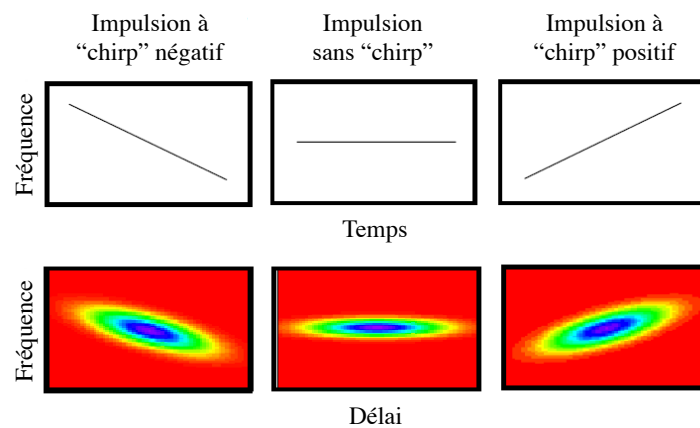 Impulsion à
“chirp” négatif
Impulsion
sans “chirp”
Impulsion à
“chirp” positif
Fréquence
Temps
Fréquence
Délai